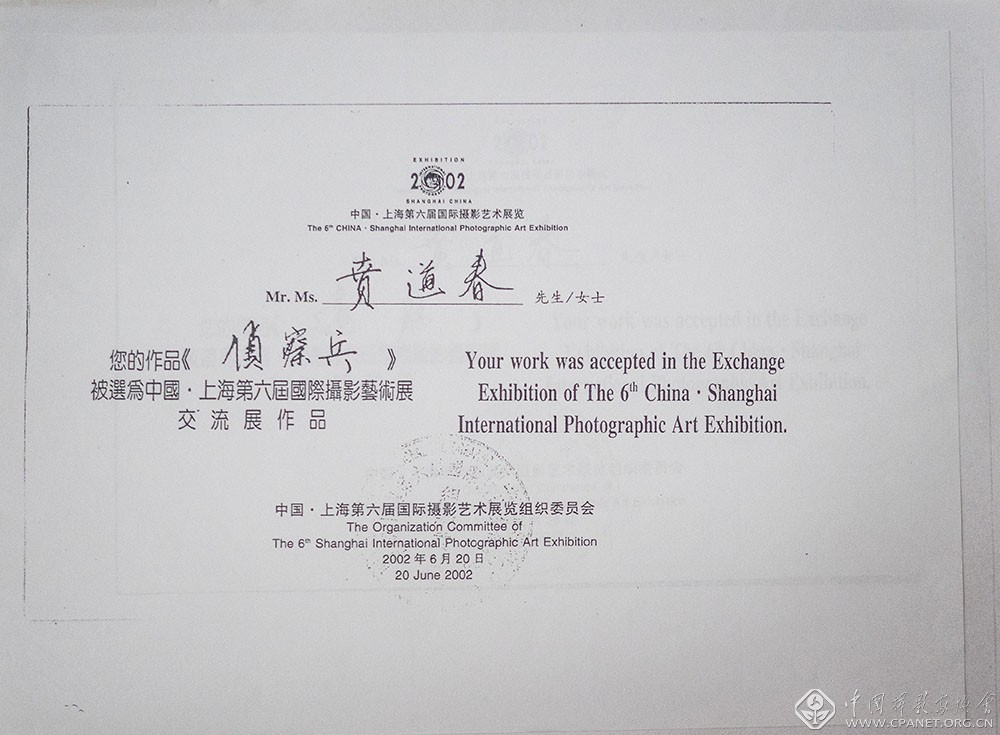 EXHIBITION
2002
SHANGHAI CHINA
中国·上海第六届国际摄影艺术展览
The 6th CHINA · Shanghai International Photographic Art Exhibition
Mr. Ms. 贲道春 先生/女士
您的作品《 偵察兵 》
被選爲中國·上海第六屆國際攝影藝術展
交流展作品
Your work was accepted in the Exchange
Exhibition of The 6th China · Shanghai
International Photographic Art Exhibition.
中国·上海第六届国际摄影艺术展览组织委员会
The Organization Committee of
The 6th Shanghai International Photographic Art Exhibition
2002年6月20日
20 June 2002
中国摄影家协会
WWW.CPANET.ORG.CN